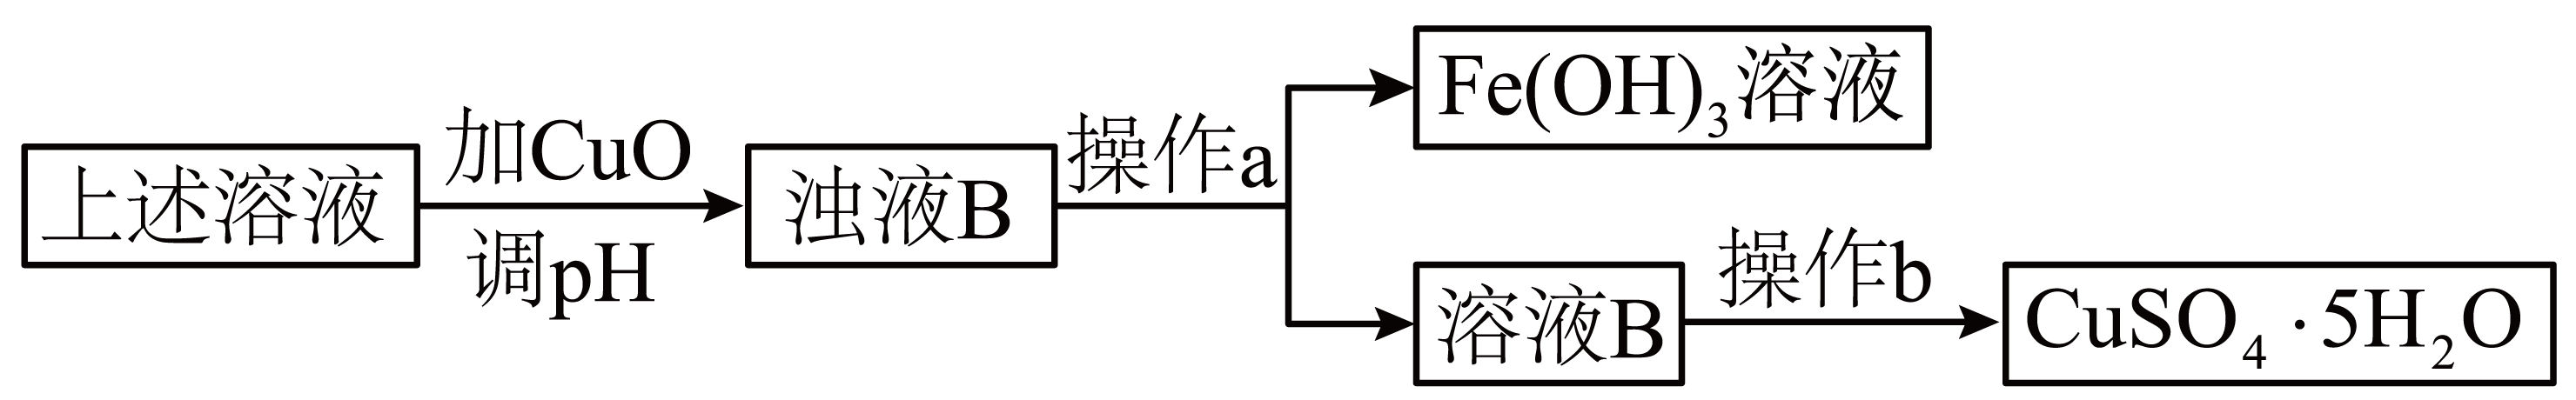 上述溶液
加CuO
调pH
浊液B
操作a
Fe(OH)₃溶液
溶液B
操作b
CuSO₄·5H₂O